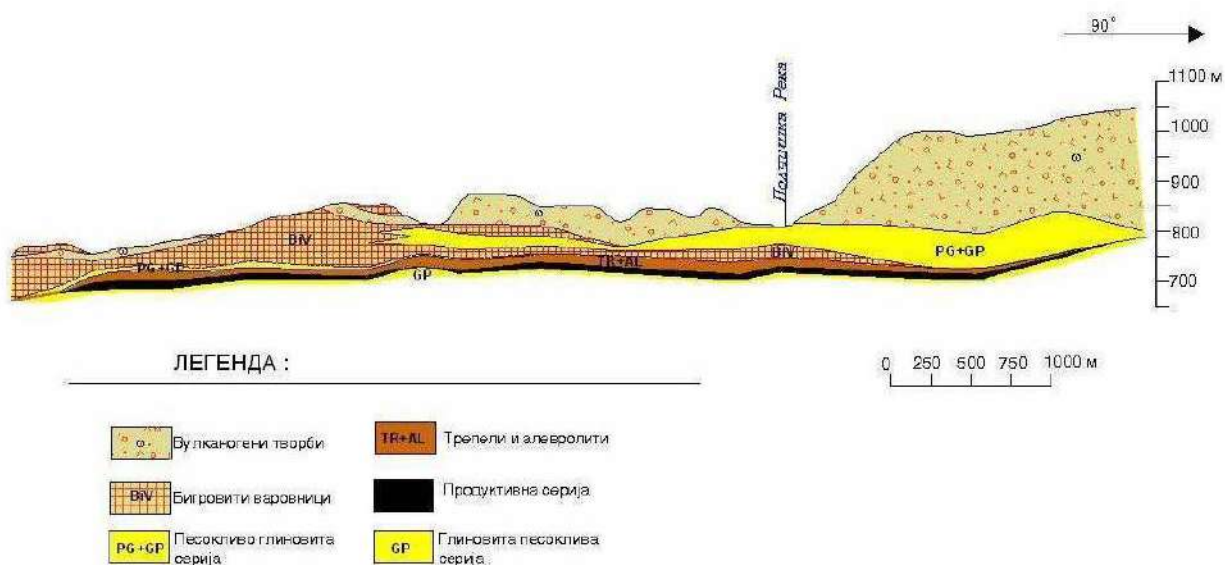 90°
Полчишка Река
1100 м
1000
900
800
700
ω
ω
ω
BiV
PG+GP
GP
TR+AL
BiV
PG+GP
0 250 500 750 1000 м
ЛЕГЕНДА :
ω Вулканогени творби
TR+AL Трепели и алевролити
BiV Бигровити варовници
Продуктивна серија
PG+GP Песокливо глиновита
серија
GP Глиновита песоклива
серија